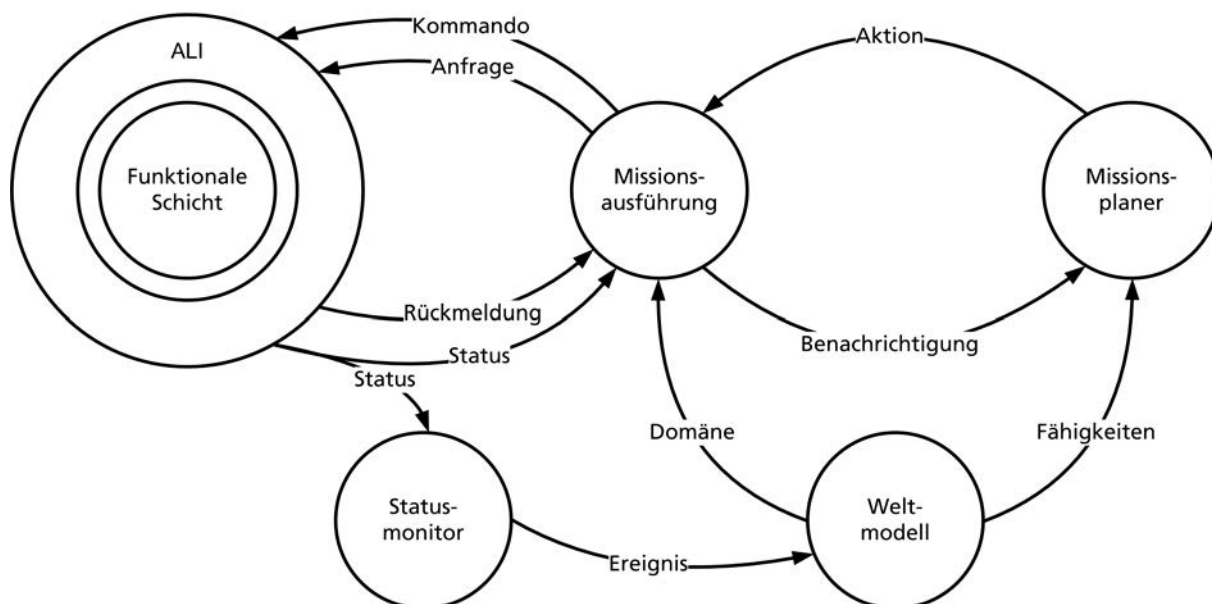 Kommando
Aktion
ALI
Anfrage
Funktionale
Schicht
Missions-
ausführung
Missions-
planer
Rückmeldung
Benachrichtigung
Status
Status
Domäne
Fähigkeiten
Status-
monitor
Welt-
modell
Ereignis